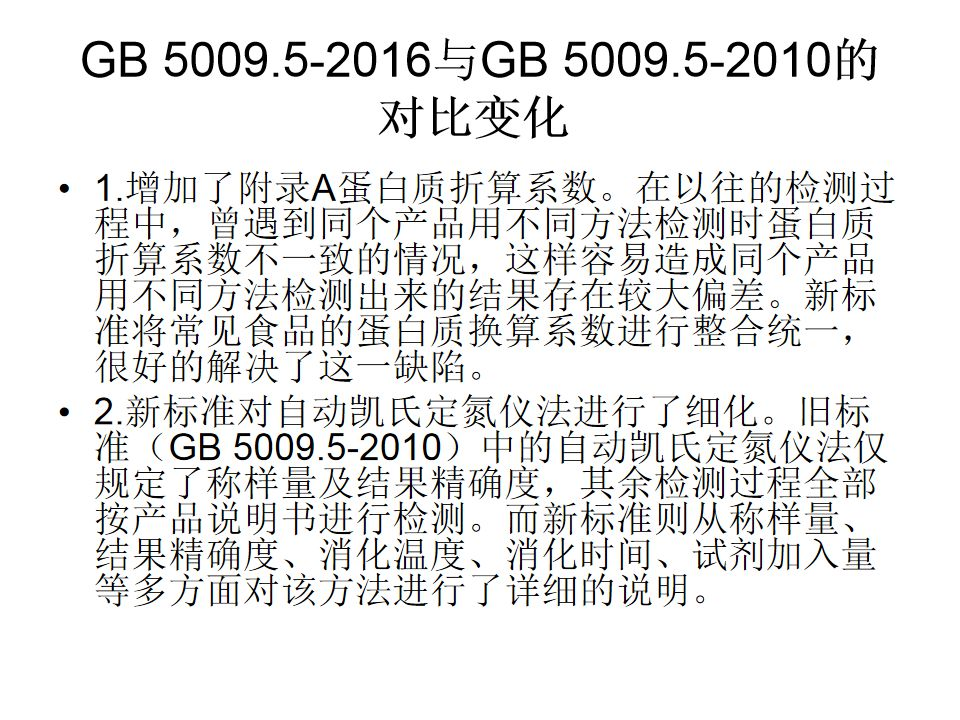 GB 5009.5-2016与GB 5009.5-2010的
对比变化
• 1.增加了附录A蛋白质折算系数。在以往的检测过
程中，曾遇到同个产品用不同方法检测时蛋白质
折算系数不一致的情况，这样容易造成同个产品
用不同方法检测出来的结果存在较大偏差。新标
准将常见食品的蛋白质换算系数进行整合统一，
很好的解决了这一缺陷。
• 2.新标准对自动凯氏定氮仪法进行了细化。旧标
准（GB 5009.5-2010）中的自动凯氏定氮仪法仅
规定了称样量及结果精确度，其余检测过程全部
按产品说明书进行检测。而新标准则从称样量、
结果精确度、消化温度、消化时间、试剂加入量
等多方面对该方法进行了详细的说明。